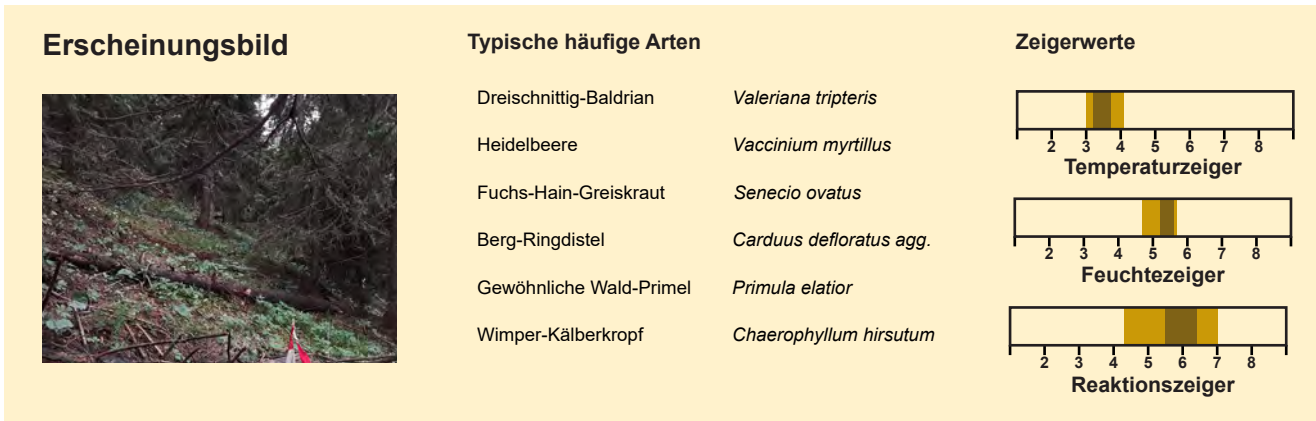 Erscheinungsbild
Typische häufige Arten
Dreischnittig-Baldrian Valeriana tripteris
Heidelbeere Vaccinium myrtillus
Fuchs-Hain-Greiskraut Senecio ovatus
Berg-Ringdistel Carduus defloratus agg.
Gewöhnliche Wald-Primel Primula elatior
Wimper-Kälberkropf Chaerophyllum hirsutum
Zeigerwerte
2 3 4 5 6 7 8
Temperaturzeiger
2 3 4 5 6 7 8
Feuchtezeiger
2 3 4 5 6 7 8
Reaktionszeiger